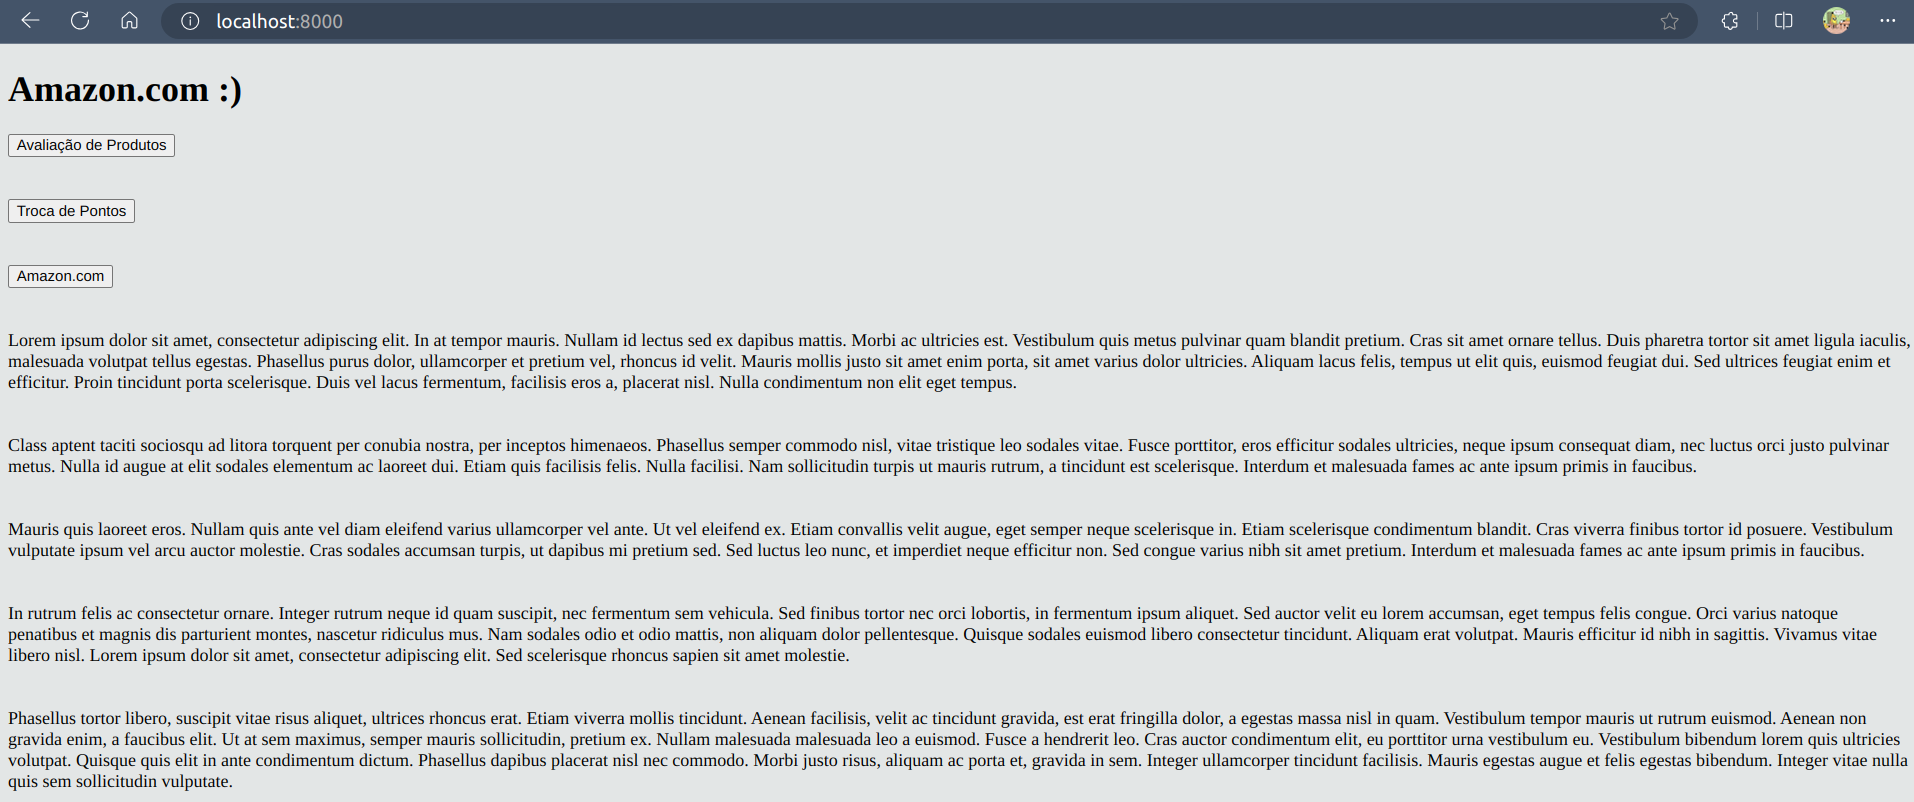 localhost:8000
Amazon.com :)
Avaliação de Produtos
Troca de Pontos
Amazon.com
Lorem ipsum dolor sit amet, consectetur adipiscing elit. In at tempor mauris. Nullam id lectus sed ex dapibus mattis. Morbi ac ultricies est. Vestibulum quis metus pulvinar quam blandit pretium. Cras sit amet ornare tellus. Duis pharetra tortor sit amet ligula iaculis,
malesuada volutpat tellus egestas. Phasellus purus dolor, ullamcorper et pretium vel, rhoncus id velit. Mauris mollis justo sit amet enim porta, sit amet varius dolor ultricies. Aliquam lacus felis, tempus ut elit quis, euismod feugiat dui. Sed ultrices feugiat enim et
efficitur. Proin tincidunt porta scelerisque. Duis vel lacus fermentum, facilisis eros a, placerat nisl. Nulla condimentum non elit eget tempus.
Class aptent taciti sociosqu ad litora torquent per conubia nostra, per inceptos himenaeos. Phasellus semper commodo nisl, vitae tristique leo sodales vitae. Fusce porttitor, eros efficitur sodales ultricies, neque ipsum consequat diam, nec luctus orci justo pulvinar
metus. Nulla id augue at elit sodales elementum ac laoreet dui. Etiam quis facilisis felis. Nulla facilisi. Nam sollicitudin turpis ut mauris rutrum, a tincidunt est scelerisque. Interdum et malesuada fames ac ante ipsum primis in faucibus.
Mauris quis laoreet eros. Nullam quis ante vel diam eleifend varius ullamcorper vel ante. Ut vel eleifend ex. Etiam convallis velit augue, eget semper neque scelerisque in. Etiam scelerisque condimentum blandit. Cras viverra finibus tortor id posuere. Vestibulum
vulputate ipsum vel arcu auctor molestie. Cras sodales accumsan turpis, ut dapibus mi pretium sed. Sed luctus leo nunc, et imperdiet neque efficitur non. Sed congue varius nibh sit amet pretium. Interdum et malesuada fames ac ante ipsum primis in faucibus.
In rutrum felis ac consectetur ornare. Integer rutrum neque id quam suscipit, nec fermentum sem vehicula. Sed finibus tortor nec orci lobortis, in fermentum ipsum aliquet. Sed auctor velit eu lorem accumsan, eget tempus felis congue. Orci varius natoque
penatibus et magnis dis parturient montes, nascetur ridiculus mus. Nam sodales odio et odio mattis, non aliquam dolor pellentesque. Quisque sodales euismod libero consectetur tincidunt. Aliquam erat volutpat. Mauris efficitur id nibh in sagittis. Vivamus vitae
libero nisl. Lorem ipsum dolor sit amet, consectetur adipiscing elit. Sed scelerisque rhoncus sapien sit amet molestie.
Phasellus tortor libero, suscipit vitae risus aliquet, ultrices rhoncus erat. Etiam viverra mollis tincidunt. Aenean facilisis, velit ac tincidunt gravida, est erat fringilla dolor, a egestas massa nisl in quam. Vestibulum tempor mauris ut rutrum euismod. Aenean non
gravida enim, a faucibus elit. Ut at sem maximus, semper mauris sollicitudin, pretium ex. Nullam malesuada malesuada leo a euismod. Fusce a hendrerit leo. Cras auctor condimentum elit, eu porttitor urna vestibulum eu. Vestibulum bibendum lorem quis ultricies
volutpat. Quisque quis elit in ante condimentum dictum. Phasellus dapibus placerat nisl nec commodo. Morbi justo risus, aliquam ac porta et, gravida in sem. Integer ullamcorper tincidunt facilisis. Mauris egestas augue et felis egestas bibendum. Integer vitae nulla
quis sem sollicitudin vulputate.